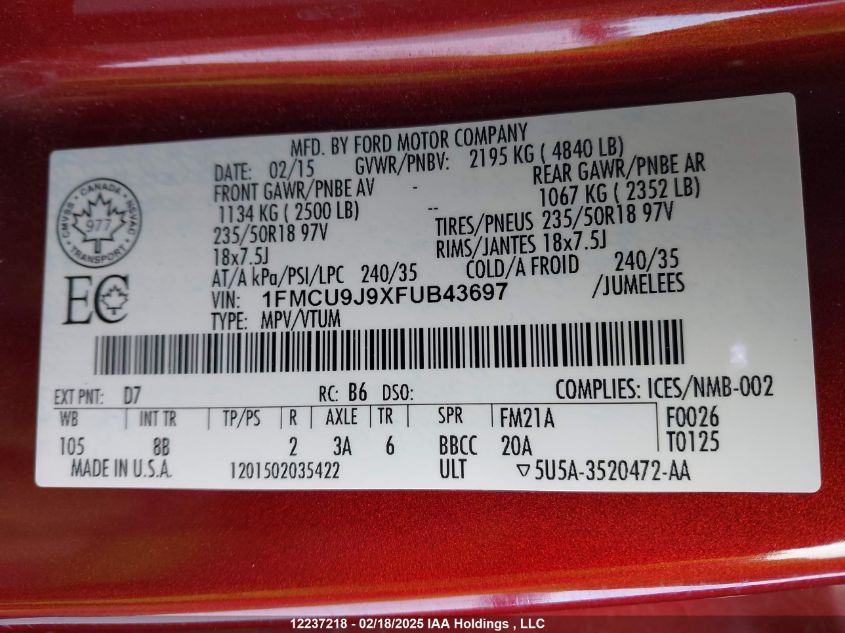 MFD. BY FORD MOTOR COMPANY
DATE: 02/15 GVWR/PNBV: 2195 KG ( 4840 LB)
FRONT GAWR/PNBE AV - REAR GAWR/PNBE AR
1134 KG ( 2500 LB) -- 1067 KG ( 2352 LB)
235/50R18 97V TIRES/PNEUS 235/50R18 97V
18x7.5J RIMS/JANTES 18x7.5J
AT/A kPa/PSI/LPC 240/35 COLD/A FROID 240/35
VIN: 1FMCU9J9XFUB43697 /JUMELEES
TYPE: MPV/VTUM
CANADA
CMVSS NSVAC
977
TRANSPORT
EC
EXT PNT: D7 RC: B6 DSO: COMPLIES: ICES/NMB-002
WB INT TR TP/PS R AXLE TR SPR FM21A F0026
105 8B 2 3A 6 BBCC 20A T0125
MADE IN U.S.A. 1201502035422 ULT ▽5U5A-3520472-AA
12237218 - 02/18/2025 IAA Holdings , LLC